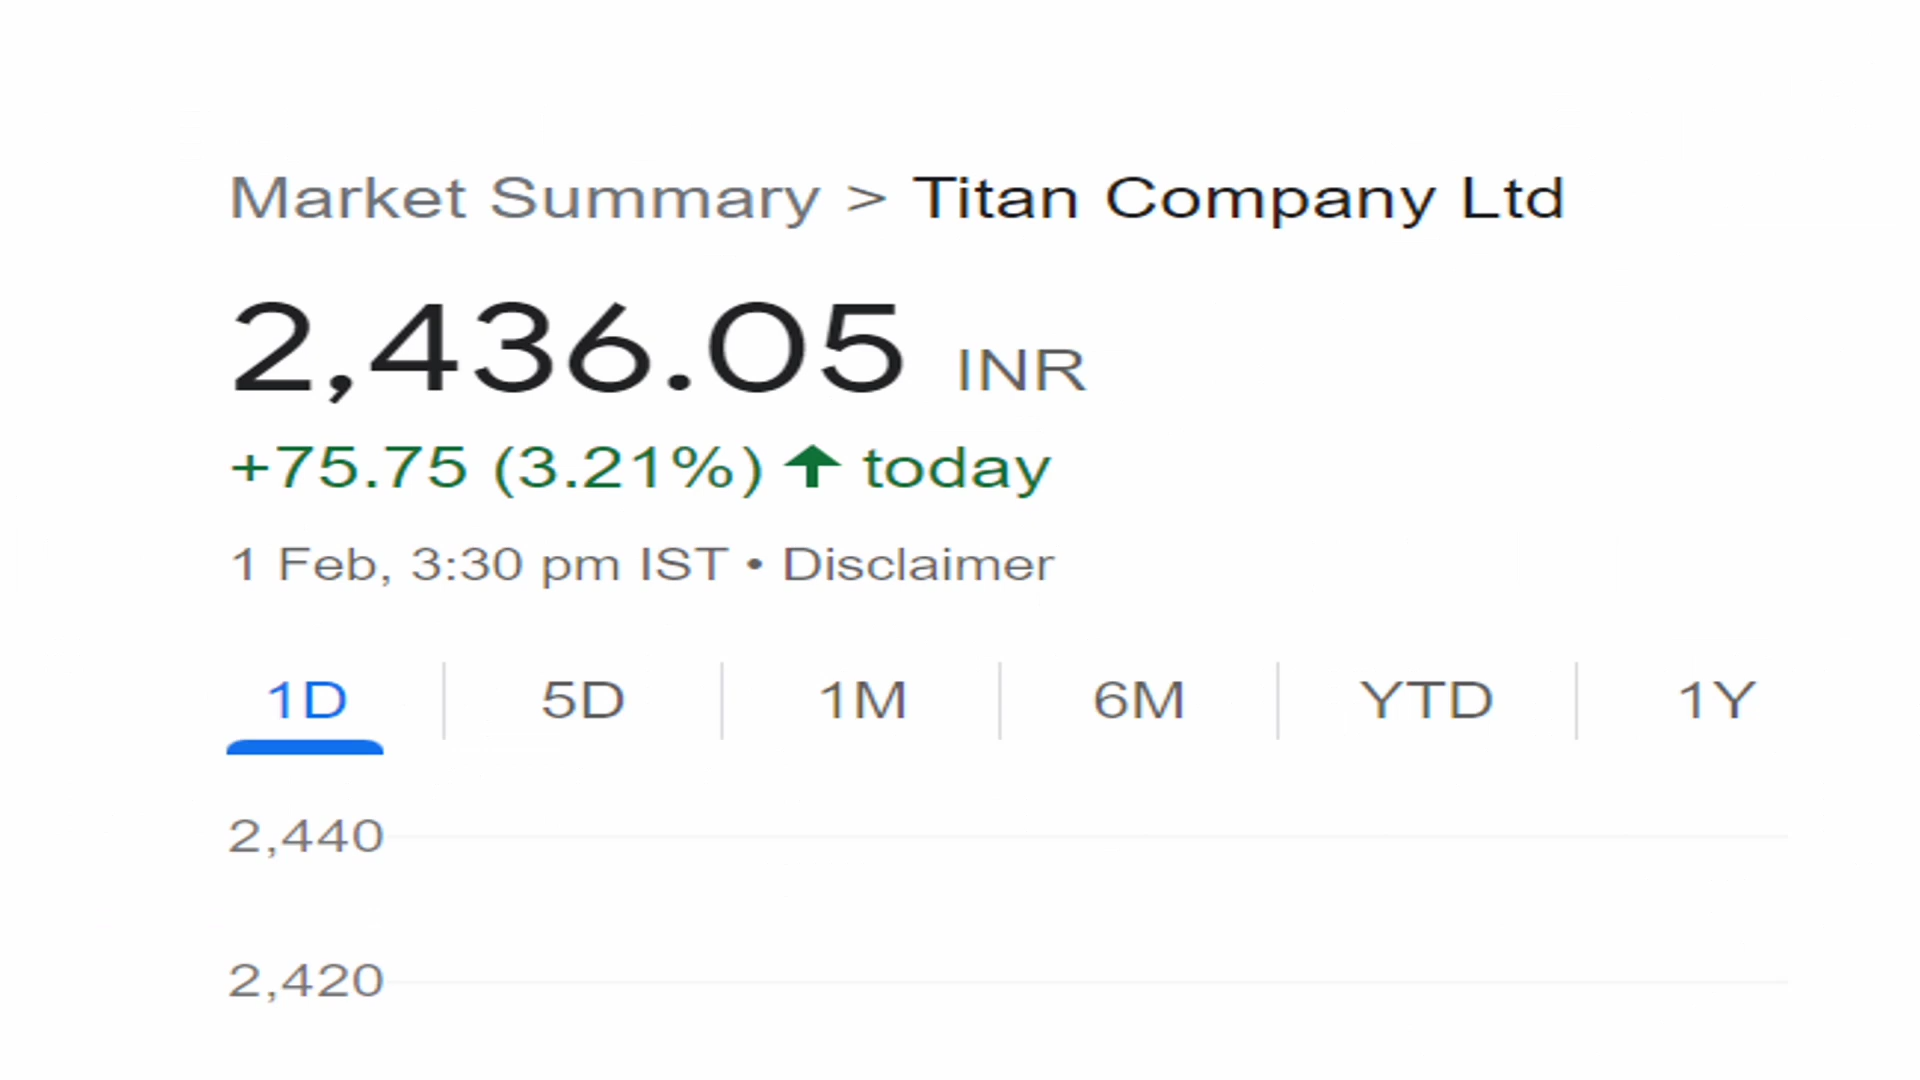 Market Summary > Titan Company Ltd
2,436.05 INR
+75.75 (3.21%) ↑ today
1 Feb, 3:30 pm IST • Disclaimer
1D 5D 1M 6M YTD 1Y
2,440
2,420